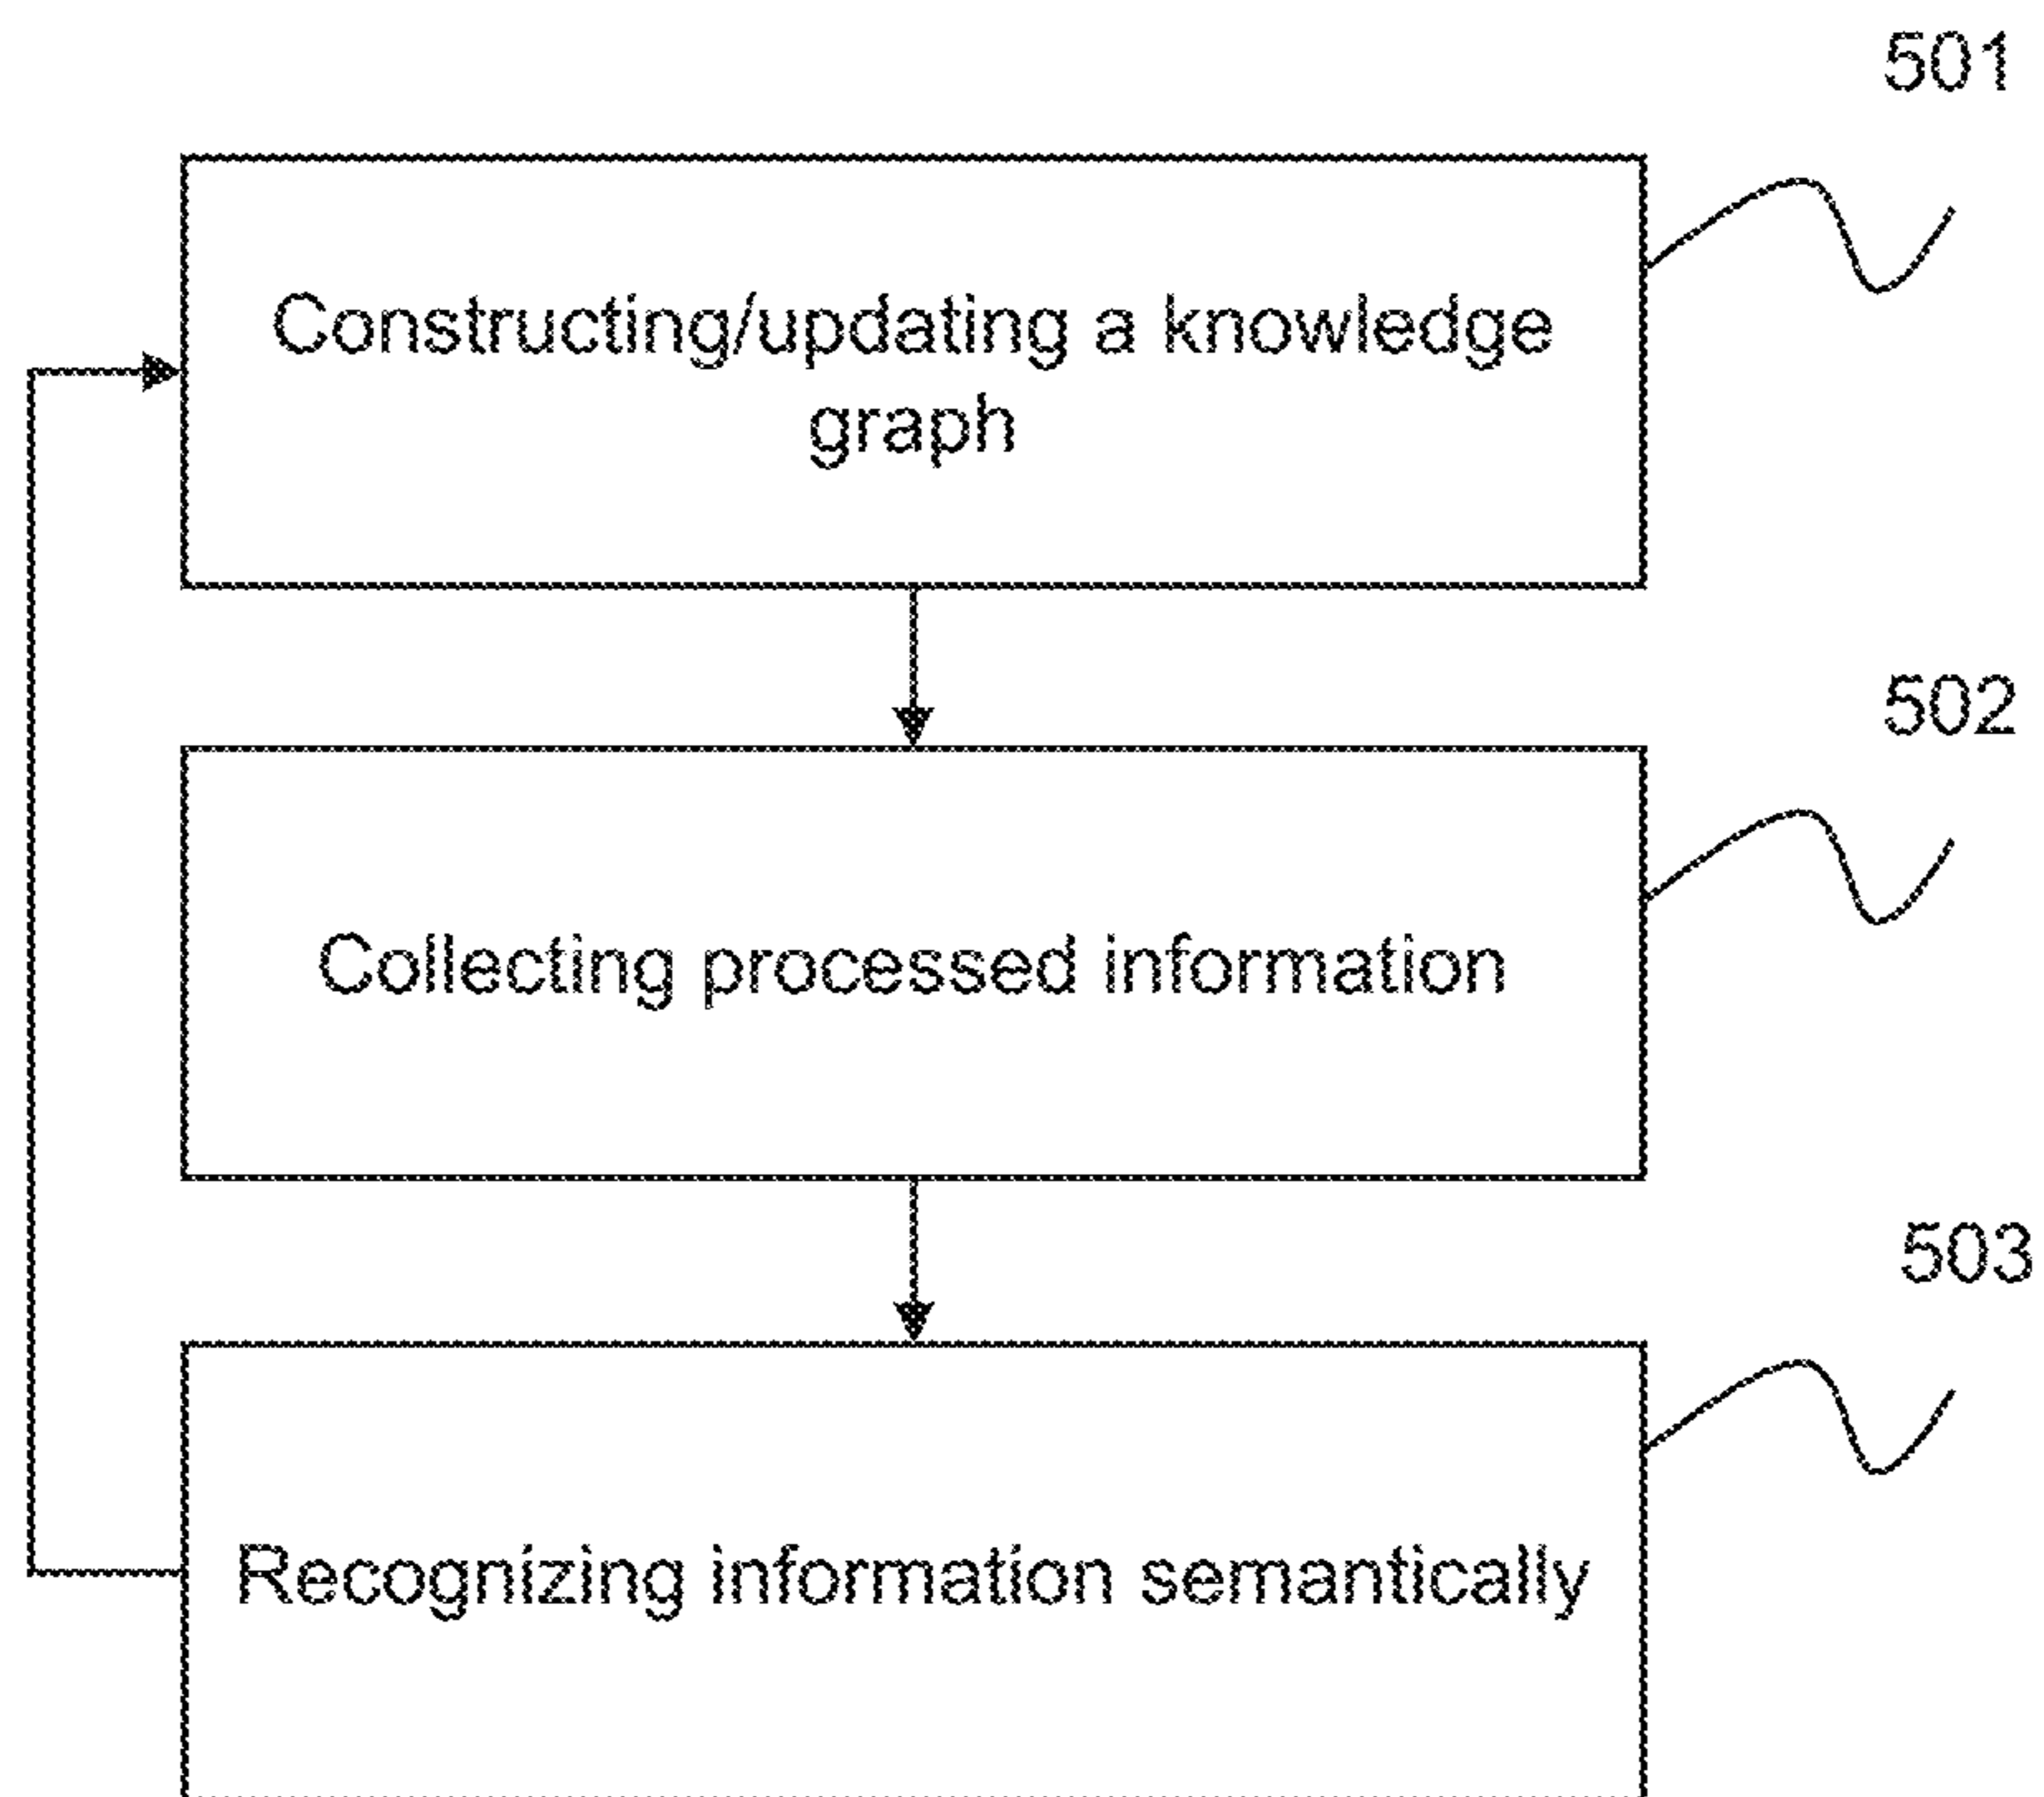 501
Constructing/updating a knowledge
graph
502
Collecting processed information
503
Recognizing information semantically